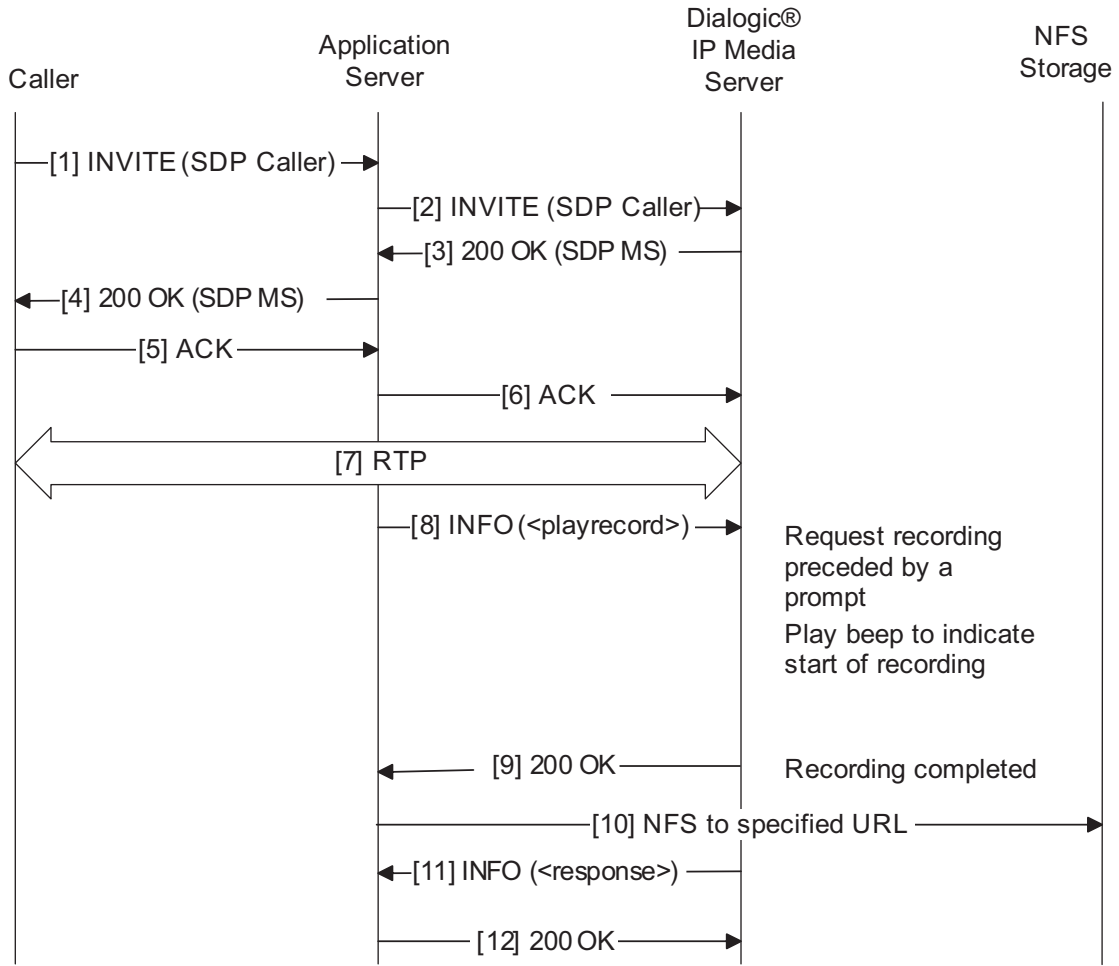 Caller
Application
Server
Dialogic®
IP Media
Server
NFS
Storage
[1] INVITE (SDP Caller)
[2] INVITE (SDP Caller)
[3] 200 OK (SDP MS)
[4] 200 OK (SDP MS)
[5] ACK
[6] ACK
[7] RTP
[8] INFO (<playrecord>)
Request recording
preceded by a
prompt
Play beep to indicate
start of recording
[9] 200 OK
Recording completed
[10] NFS to specified URL
[11] INFO (<response>)
[12] 200 OK